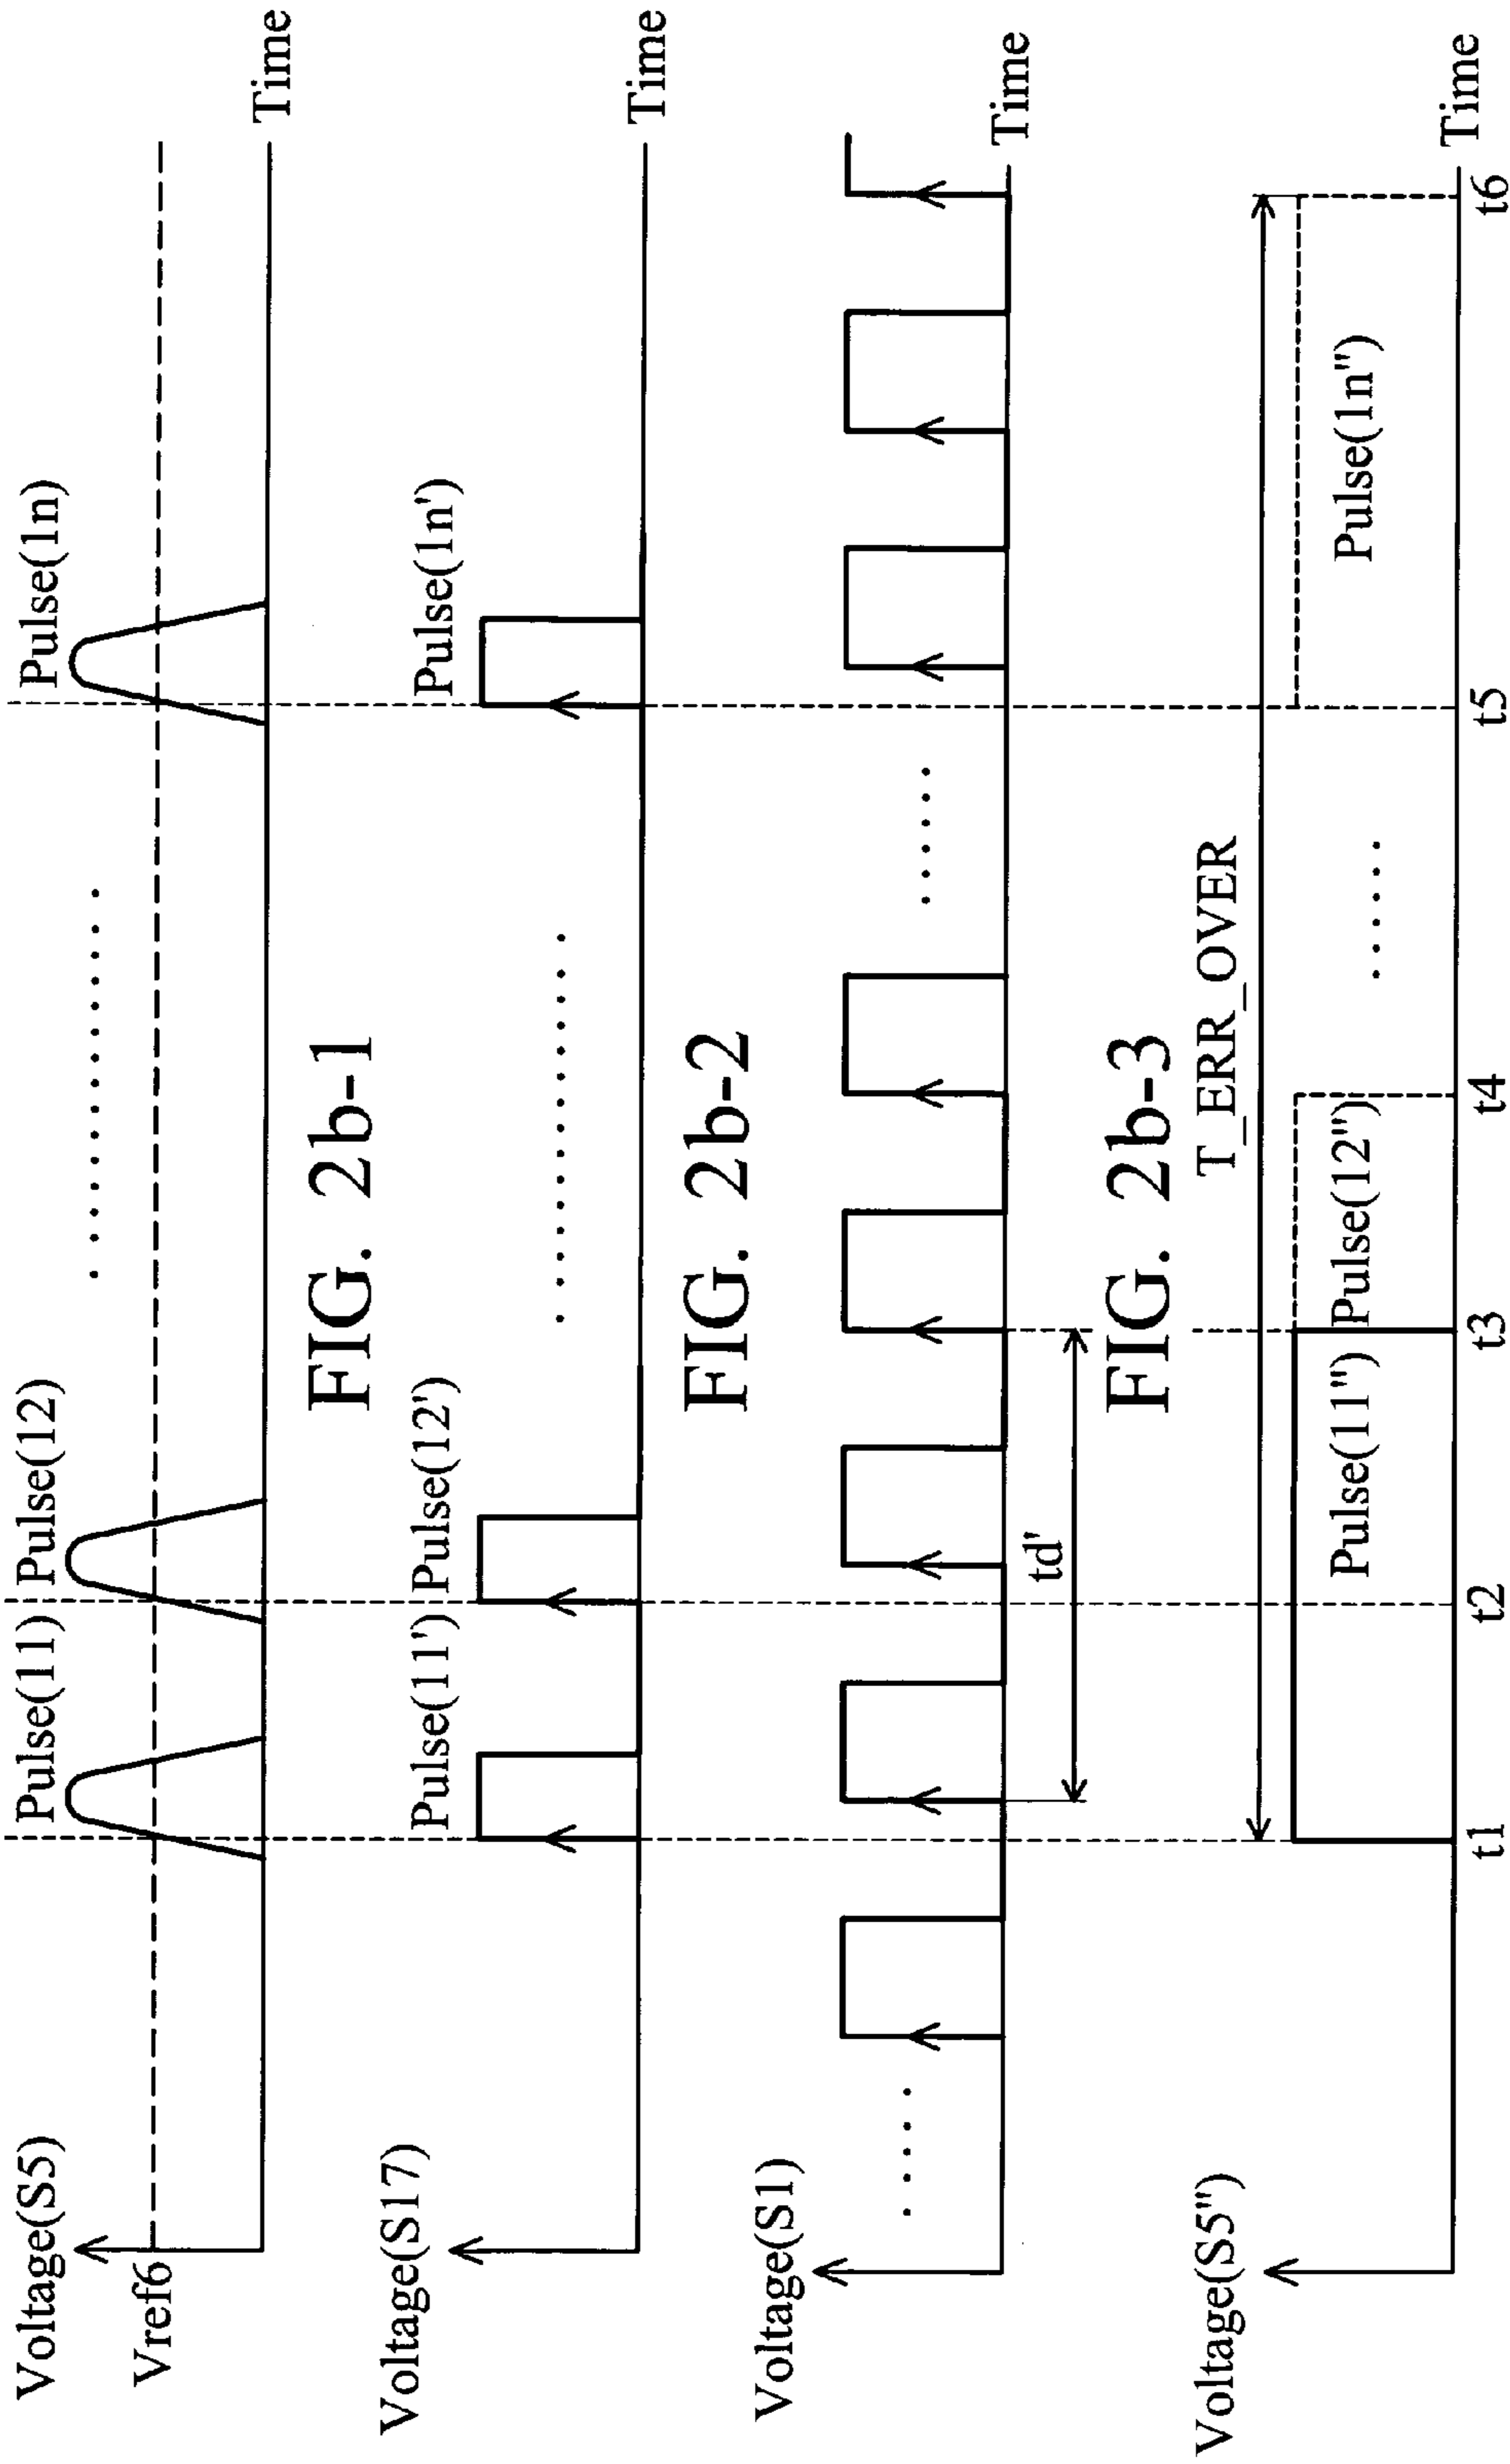 Voltage(S5)
Pulse(11)
Pulse(12)
Pulse(1n)
Vref6
Time
FIG. 2b-1
Voltage(S17)
Pulse(11')
Pulse(12')
Pulse(1n')
Time
FIG. 2b-2
Voltage(S1)
Time
td'
FIG. 2b-3
Voltage(S5")
T_ERR_OVER
Pulse(11")
Pulse(12")
Pulse(1n")
Time
t1
t2
t3
t4
t5
t6